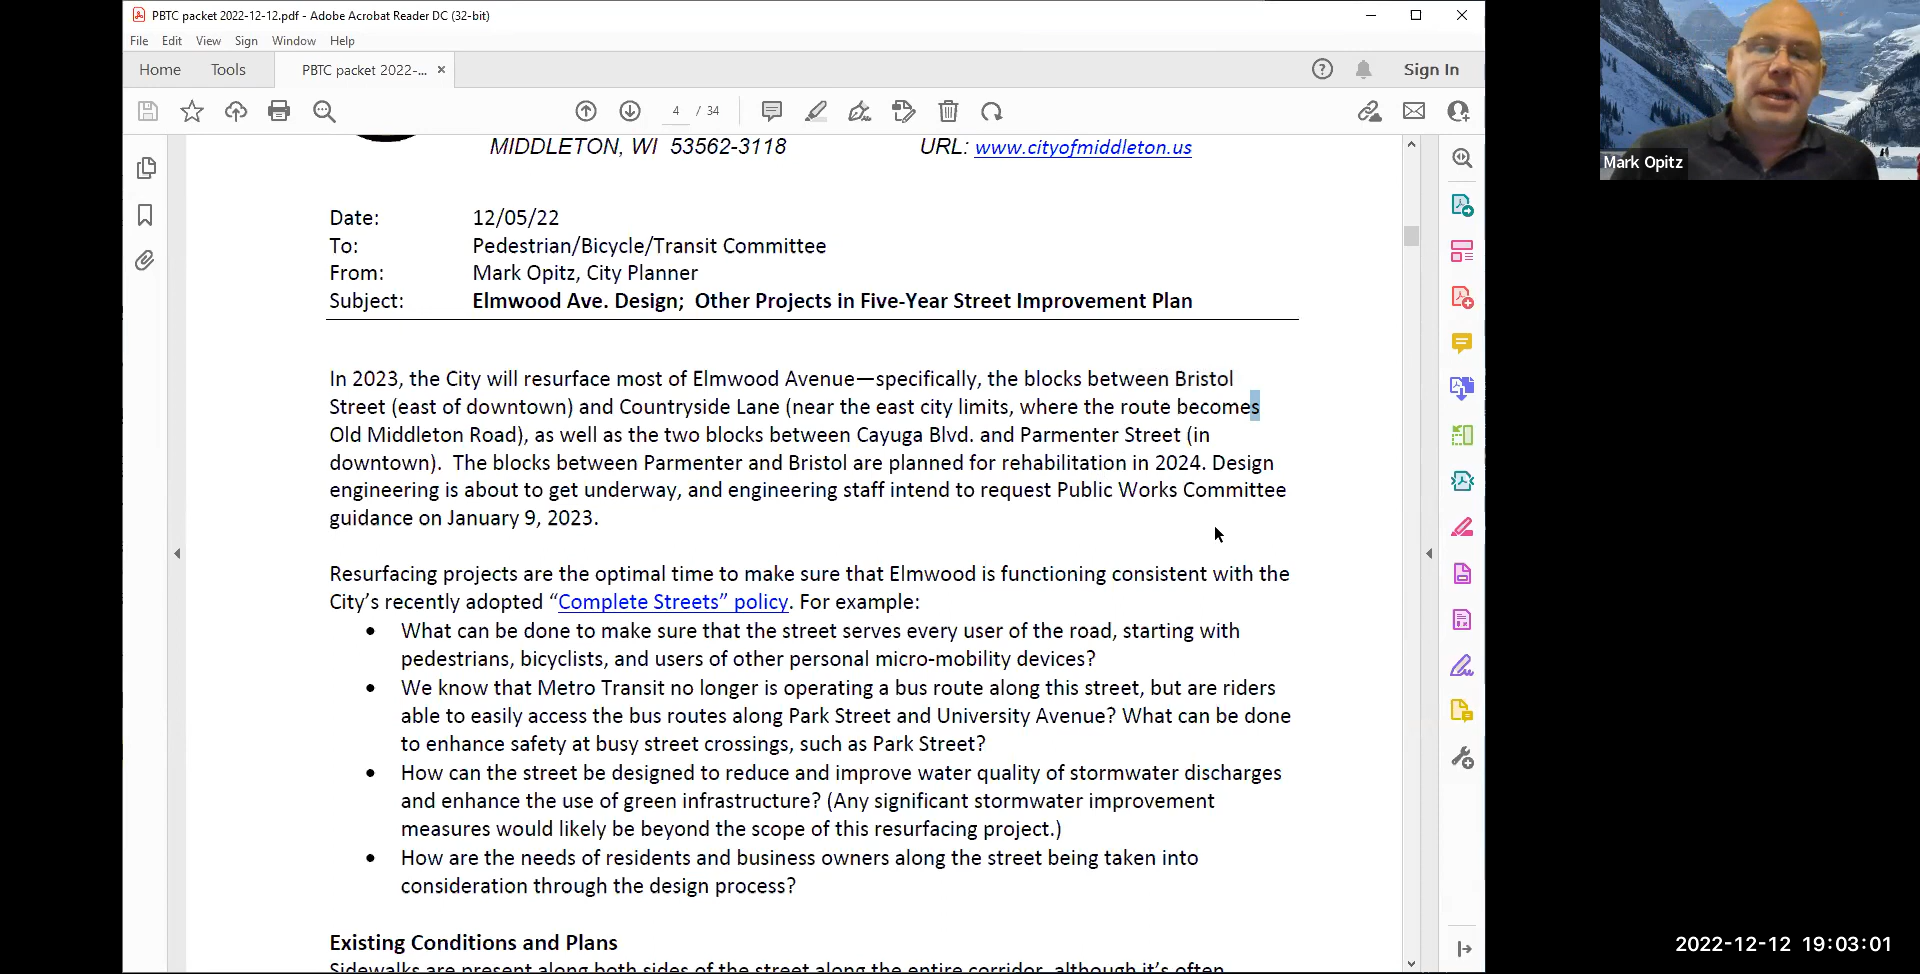 PBTC packet 2022-12-12.pdf - Adobe Acrobat Reader DC (32-bit)
File Edit View Sign Window Help
Home Tools PBTC packet 2022-... × Sign In
4 / 34
MIDDLETON, WI 53562-3118 URL: www.cityofmiddleton.us
Mark Opitz
Date: 12/05/22
To: Pedestrian/Bicycle/Transit Committee
From: Mark Opitz, City Planner
Subject: Elmwood Ave. Design; Other Projects in Five-Year Street Improvement Plan
In 2023, the City will resurface most of Elmwood Avenue—specifically, the blocks between Bristol
Street (east of downtown) and Countryside Lane (near the east city limits, where the route becomes
Old Middleton Road), as well as the two blocks between Cayuga Blvd. and Parmenter Street (in
downtown). The blocks between Parmenter and Bristol are planned for rehabilitation in 2024. Design
engineering is about to get underway, and engineering staff intend to request Public Works Committee
guidance on January 9, 2023.
Resurfacing projects are the optimal time to make sure that Elmwood is functioning consistent with the
City's recently adopted “Complete Streets” policy. For example:
• What can be done to make sure that the street serves every user of the road, starting with
pedestrians, bicyclists, and users of other personal micro-mobility devices?
• We know that Metro Transit no longer is operating a bus route along this street, but are riders
able to easily access the bus routes along Park Street and University Avenue? What can be done
to enhance safety at busy street crossings, such as Park Street?
• How can the street be designed to reduce and improve water quality of stormwater discharges
and enhance the use of green infrastructure? (Any significant stormwater improvement
measures would likely be beyond the scope of this resurfacing project.)
• How are the needs of residents and business owners along the street being taken into
consideration through the design process?
Existing Conditions and Plans
Sidewalks are present along both sides of the street along the entire corridor, although it's often
2022-12-12 19:03:01